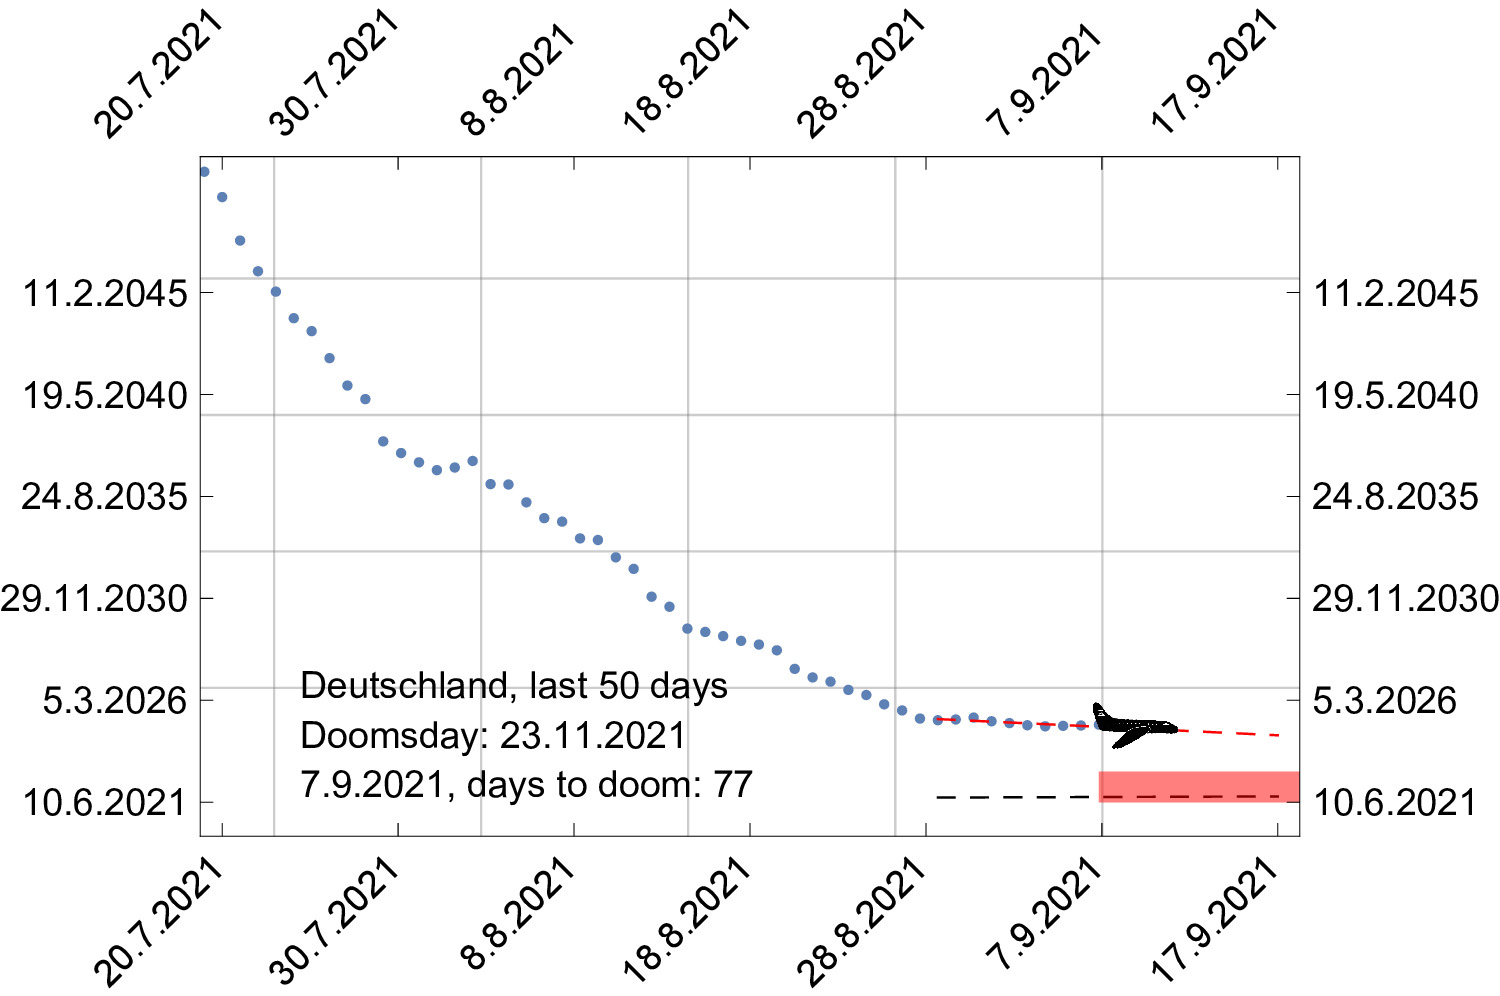 20.7.2021 30.7.2021 8.8.2021 18.8.2021 28.8.2021 7.9.2021 17.9.2021
11.2.2045 11.2.2045
19.5.2040 19.5.2040
24.8.2035 24.8.2035
29.11.2030 29.11.2030
Deutschland, last 50 days
5.3.2026 5.3.2026
Doomsday: 23.11.2021
7.9.2021, days to doom: 77
10.6.2021 10.6.2021
20.7.2021 30.7.2021 8.8.2021 18.8.2021 28.8.2021 7.9.2021 17.9.2021